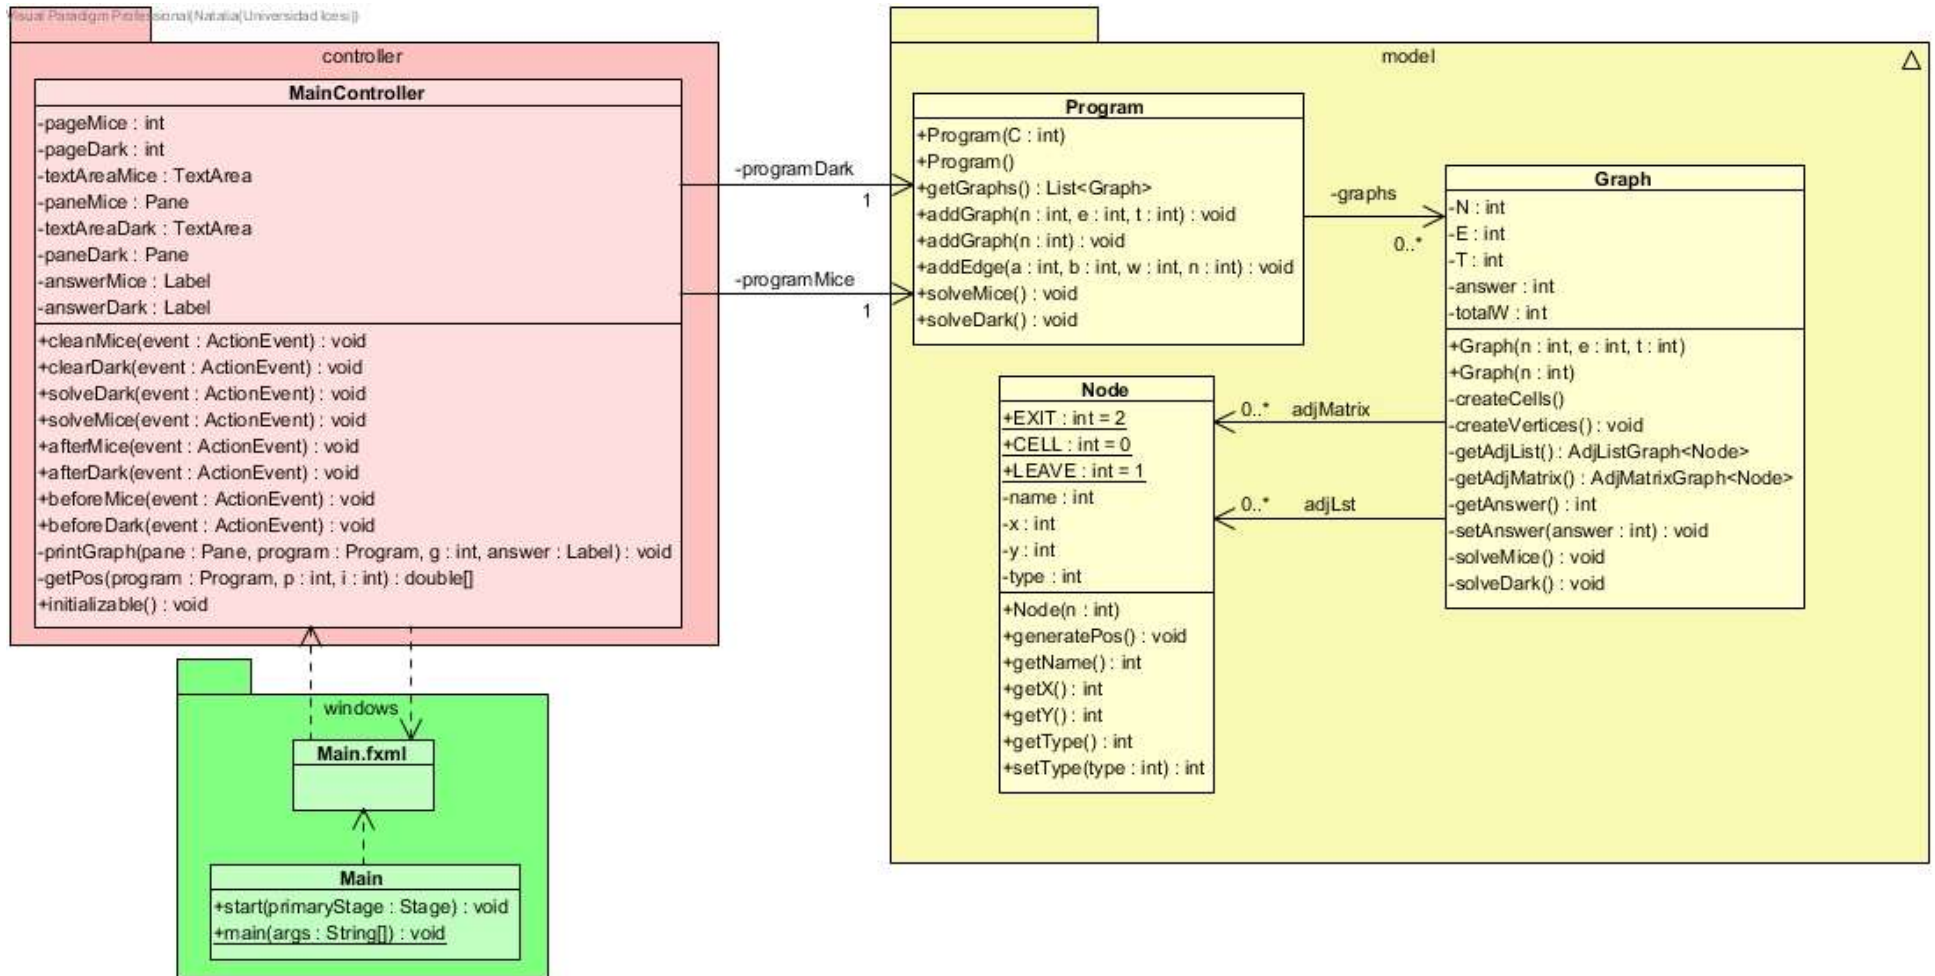 Visual Paradigm Professional(Natalia(Universidad Icesi))
controller
MainController
-pageMice : int
-pageDark : int
-textAreaMice : TextArea
-paneMice : Pane
-textAreaDark : TextArea
-paneDark : Pane
-answerMice : Label
-answerDark : Label
+cleanMice(event : ActionEvent) : void
+clearDark(event : ActionEvent) : void
+solveDark(event : ActionEvent) : void
+solveMice(event : ActionEvent) : void
+afterMice(event : ActionEvent) : void
+afterDark(event : ActionEvent) : void
+beforeMice(event : ActionEvent) : void
+beforeDark(event : ActionEvent) : void
-printGraph(pane : Pane, program : Program, g : int, answer : Label) : void
-getPos(program : Program, p : int, i : int) : double[]
+initializable() : void
-programDark
1
-programMice
1
windows
Main.fxml
Main
+start(primaryStage : Stage) : void
+main(args : String[]) : void
model
Program
+Program(C : int)
+Program()
+getGraphs() : List<Graph>
+addGraph(n : int, e : int, t : int) : void
+addGraph(n : int) : void
+addEdge(a : int, b : int, w : int, n : int) : void
+solveMice() : void
+solveDark() : void
-graphs
0..*
Graph
-N : int
-E : int
-T : int
-answer : int
-totalW : int
+Graph(n : int, e : int, t : int)
+Graph(n : int)
-createCells()
-createVertices() : void
-getAdjList() : AdjListGraph<Node>
-getAdjMatrix() : AdjMatrixGraph<Node>
-getAnswer() : int
-setAnswer(answer : int) : void
-solveMice() : void
-solveDark() : void
0..* adjMatrix
0..* adjLst
Node
+EXIT : int = 2
+CELL : int = 0
+LEAVE : int = 1
-name : int
-x : int
-y : int
-type : int
+Node(n : int)
+generatePos() : void
+getName() : int
+getX() : int
+getY() : int
+getType() : int
+setType(type : int) : int